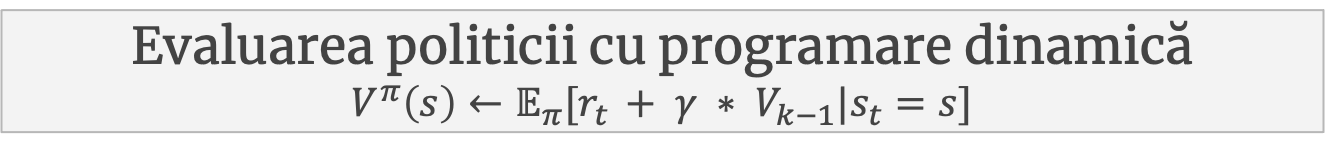 Evaluarea politicii cu programare dinamică
V^π(s) ← 𝔼_π[r_t + γ * V_{k−1}|s_t = s]